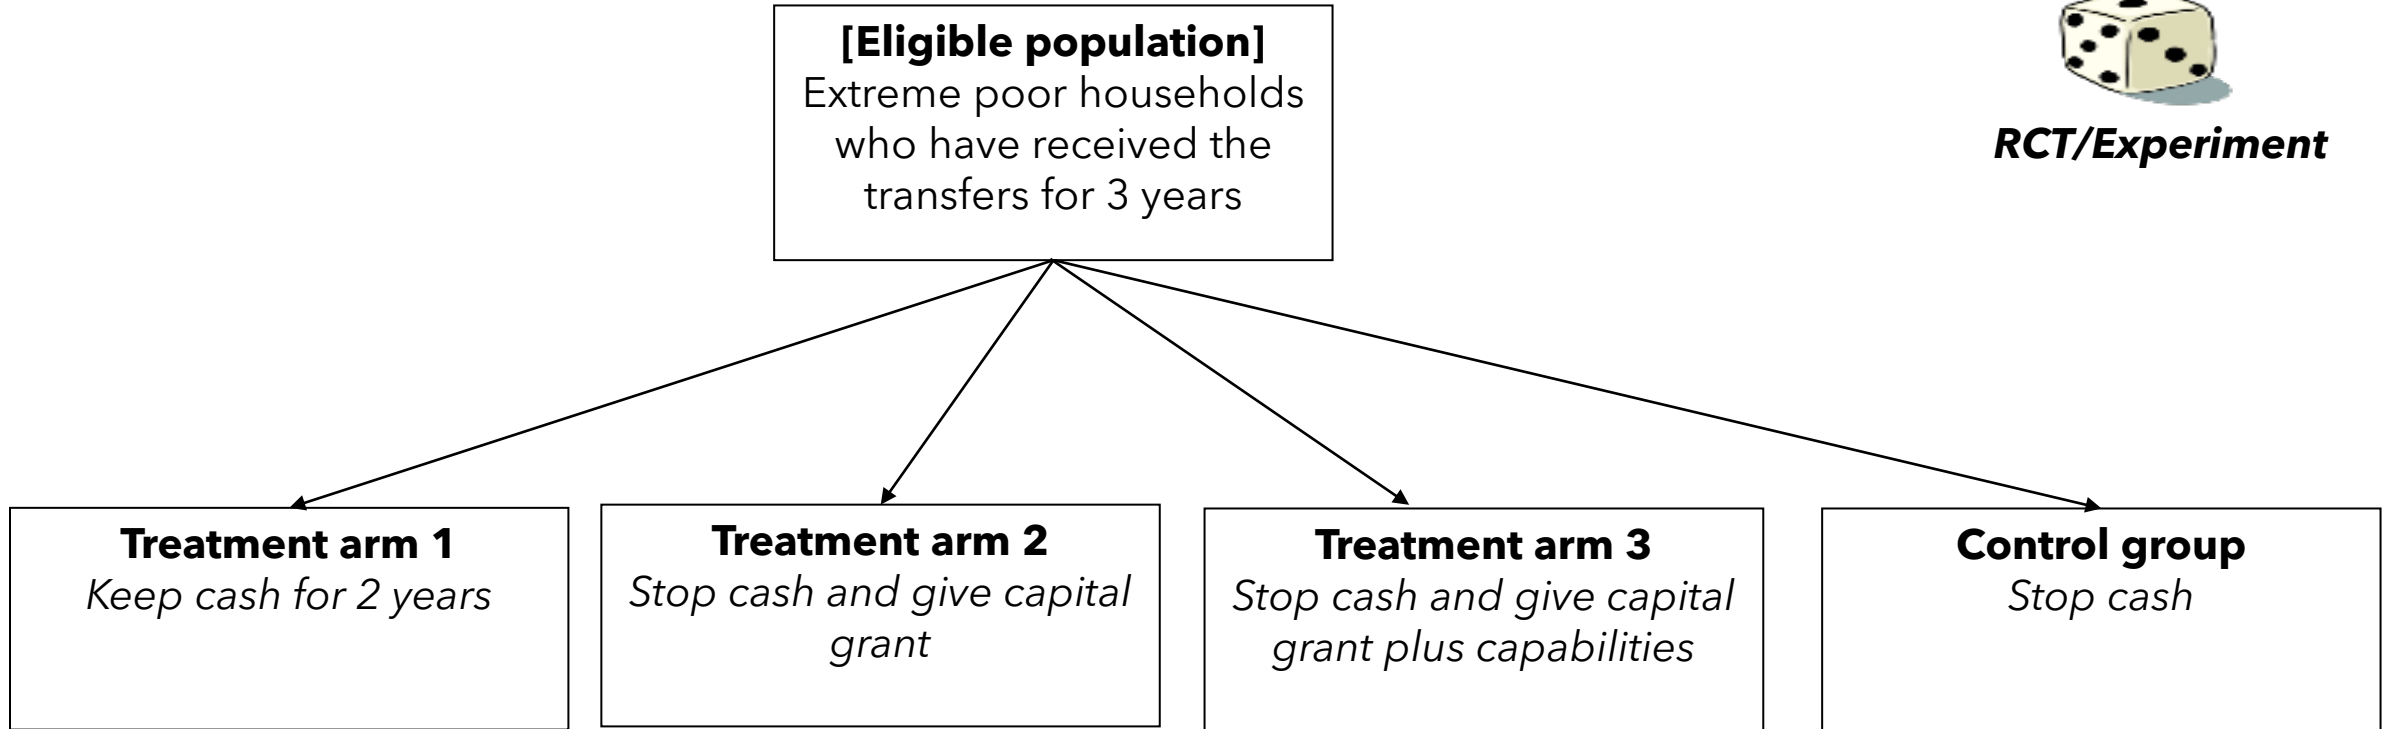 [Eligible population]
Extreme poor households
who have received the
transfers for 3 years
RCT/Experiment
Treatment arm 1
Keep cash for 2 years
Treatment arm 2
Stop cash and give capital
grant
Treatment arm 3
Stop cash and give capital
grant plus capabilities
Control group
Stop cash